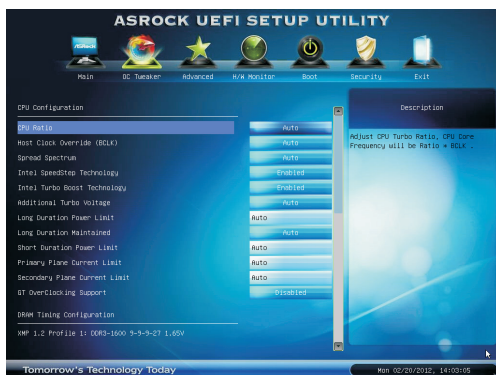 ASROCK UEFI SETUP UTILITY
ASRock
Main OC Tweaker Advanced H/W Monitor Boot Security Exit
CPU Configuration
CPU Ratio Auto
Host Clock Override (BCLK) Auto
Spread Spectrum Auto
Intel SpeedStep Technology Enabled
Intel Turbo Boost Technology Enabled
Additional Turbo Voltage Auto
Long Duration Power Limit Auto
Long Duration Maintained Auto
Short Duration Power Limit Auto
Primary Plane Current Limit Auto
Secondary Plane Current Limit Auto
GT OverClocking Support Disabled
DRAM Timing Configuration
XMP 1.2 Profile 1: DDR3-1600 9-9-9-27 1.65V
Description
Adjust CPU Turbo Ratio, CPU Core
Frequency will be Ratio * BCLK .
Tomorrow's Technology Today
Mon 02/20/2012, 14:03:05